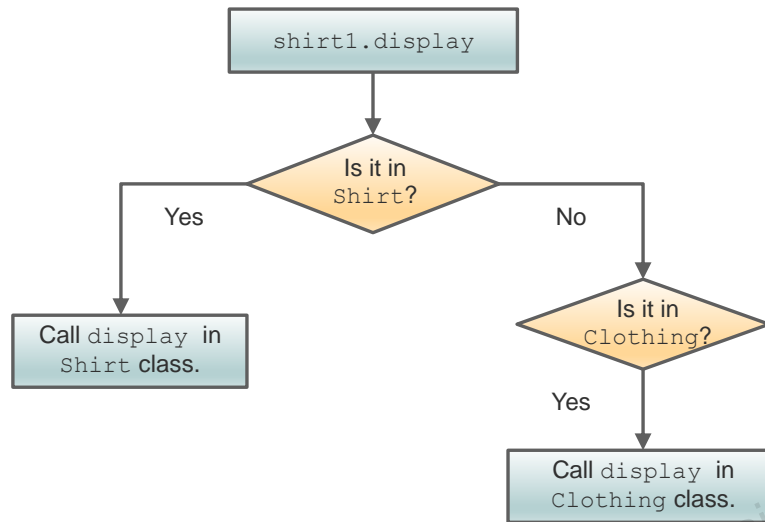 shirt1.display
Is it in
Shirt?
Yes
No
Call display in
Shirt class.
Is it in
Clothing?
Yes
Call display in
Clothing class.